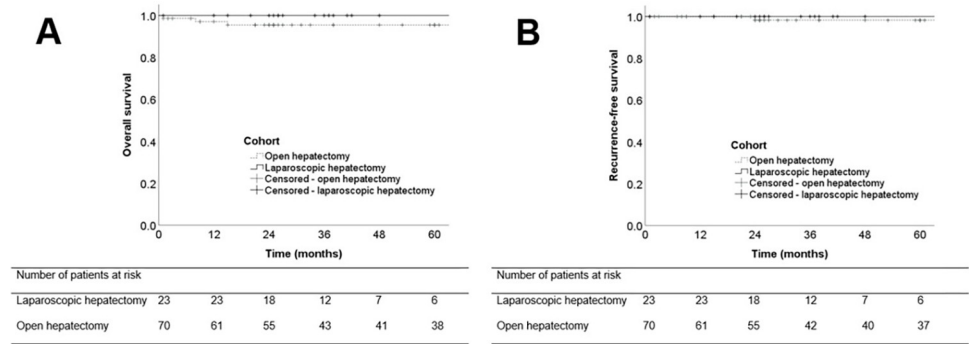 A
Overall survival
1.0
0.8
0.6
0.4
0.2
0.0
Cohort
Open hepatectomy
Laparoscopic hepatectomy
Censored - open hepatectomy
Censored - laparoscopic hepatectomy
0 12 24 36 48 60
Time (months)
Number of patients at risk
Laparoscopic hepatectomy 23 23 18 12 7 6
Open hepatectomy 70 61 55 43 41 38
B
Recurrence-free survival
1.0
0.8
0.6
0.4
0.2
0.0
Cohort
Open hepatectomy
Laparoscopic hepatectomy
Censored - open hepatectomy
Censored - laparoscopic hepatectomy
0 12 24 36 48 60
Time (months)
Number of patients at risk
Laparoscopic hepatectomy 23 23 18 12 7 6
Open hepatectomy 70 61 55 42 40 37